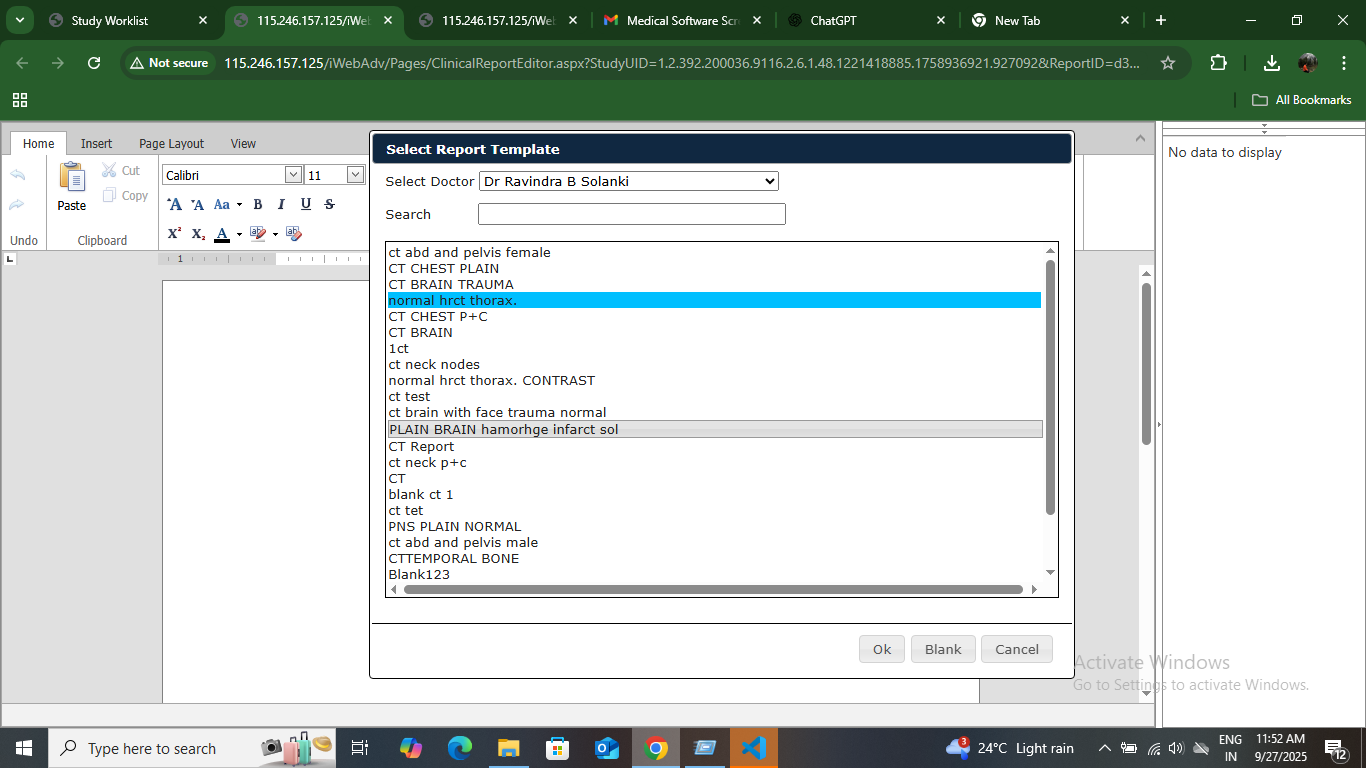 Study Worklist
115.246.157.125/iWeb
115.246.157.125/iWeb
Medical Software Scr
ChatGPT
New Tab
Not secure
115.246.157.125/iWebAdv/Pages/ClinicalReportEditor.aspx?StudyUID=1.2.392.200036.9116.2.6.1.48.1221418885.1758936921.927092&ReportID=d3...
All Bookmarks
Home Insert Page Layout View
Cut
Copy
Paste
Undo Clipboard
Calibri 11
Aa B I U S
1
Select Report Template
Select Doctor Dr Ravindra B Solanki
Search
ct abd and pelvis female
CT CHEST PLAIN
CT BRAIN TRAUMA
normal hrct thorax.
CT CHEST P+C
CT BRAIN
1ct
ct neck nodes
normal hrct thorax. CONTRAST
ct test
ct brain with face trauma normal
PLAIN BRAIN hamorhge infarct sol
CT Report
ct neck p+c
CT
blank ct 1
ct tet
PNS PLAIN NORMAL
ct abd and pelvis male
CTTEMPORAL BONE
Blank123
Ok Blank Cancel
No data to display
Activate Windows
Go to Settings to activate Windows.
Type here to search
3
24°C Light rain
ENG
IN
11:52 AM
9/27/2025
12